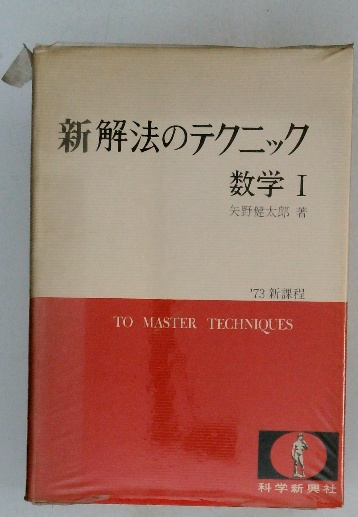 新解法のテクニック
数学 I
矢野健太郎 著
'73 新課程
TO MASTER TECHNIQUES
科学新興社